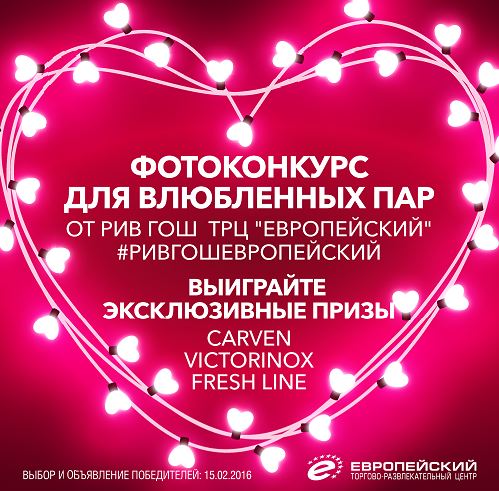 ФОТОКОНКУРС
ДЛЯ ВЛЮБЛЕННЫХ ПАР
ОТ РИВ ГОШ ТРЦ "ЕВРОПЕЙСКИЙ"
#РИВГОШЕВРОПЕЙСКИЙ
ВЫИГРАЙТЕ
ЭКСКЛЮЗИВНЫЕ ПРИЗЫ
CARVEN
VICTORINOX
FRESH LINE
ВЫБОР И ОБЪЯВЛЕНИЕ ПОБЕДИТЕЛЕЙ: 15.02.2016
ЕВРОПЕЙСКИЙ
ТОРГОВО-РАЗВЛЕКАТЕЛЬНЫЙ ЦЕНТР